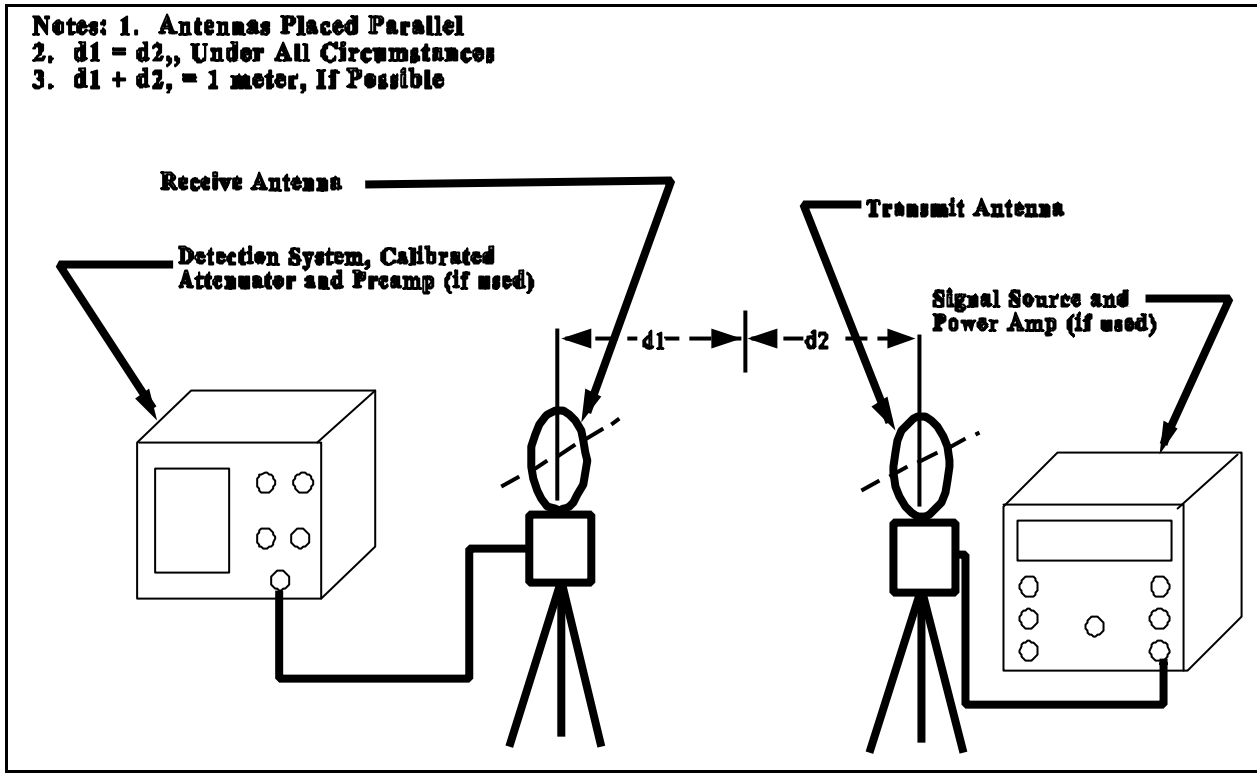 Notes: 1. Antennas Placed Parallel
2. d1 = d2,, Under All Circumstances
3. d1 + d2, = 1 meter, If Possible
Receive Antenna
Transmit Antenna
Detection System, Calibrated
Attenuator and Preamp (if used)
Signal Source and
Power Amp (if used)
d1
d2